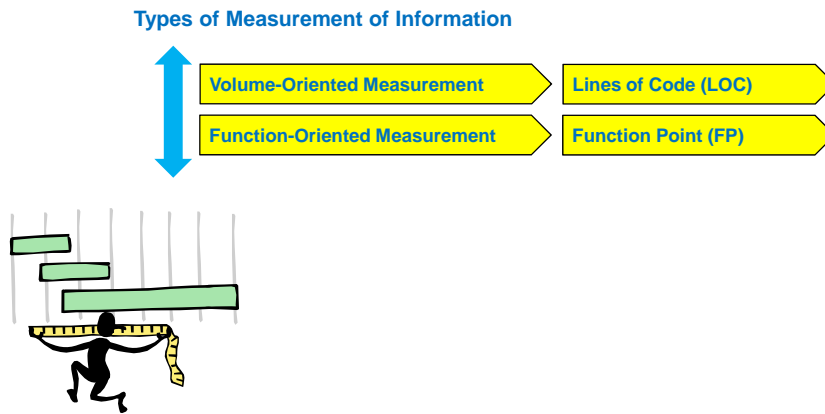 Types of Measurement of Information
Volume-Oriented Measurement
Lines of Code (LOC)
Function-Oriented Measurement
Function Point (FP)